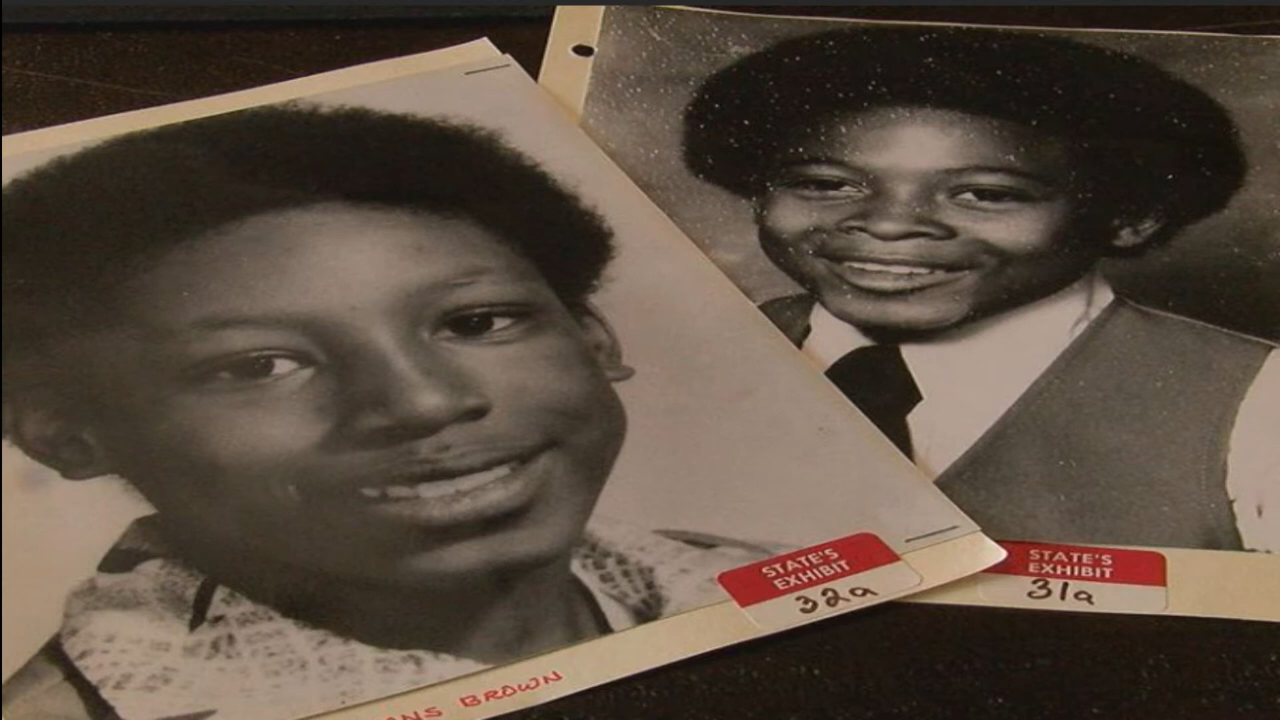 STATE'S
EXHIBIT
32a
STATE'S
EXHIBIT
31a
BROWN